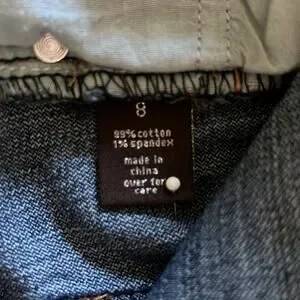 8
99% cotton
1% spandex
made in
china
over for
care